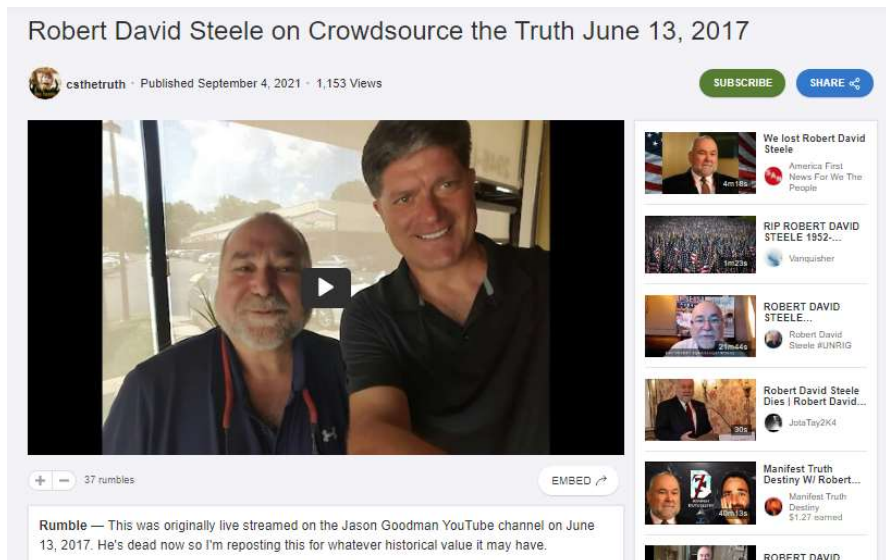 Robert David Steele on Crowdsource the Truth June 13, 2017
csthetruth · Published September 4, 2021 · 1,153 Views
SUBSCRIBE
SHARE
+ − 37 rumbles
EMBED
Rumble — This was originally live streamed on the Jason Goodman YouTube channel on June
13, 2017. He's dead now so I'm reposting this for whatever historical value it may have.
4m18s
We lost Robert David
Steele
America First
News For We The
People
1m23s
RIP ROBERT DAVID
STEELE 1952-...
Vanquisher
21m44s
ROBERT DAVID
STEELE...
Robert David
Steele #UNRIG
30s
Robert David Steele
Dies | Robert David...
JotaTay2K4
40m13s
Manifest Truth
Destiny W/ Robert...
Manifest Truth
Destiny
$1.27 earned
ROBERT DAVID